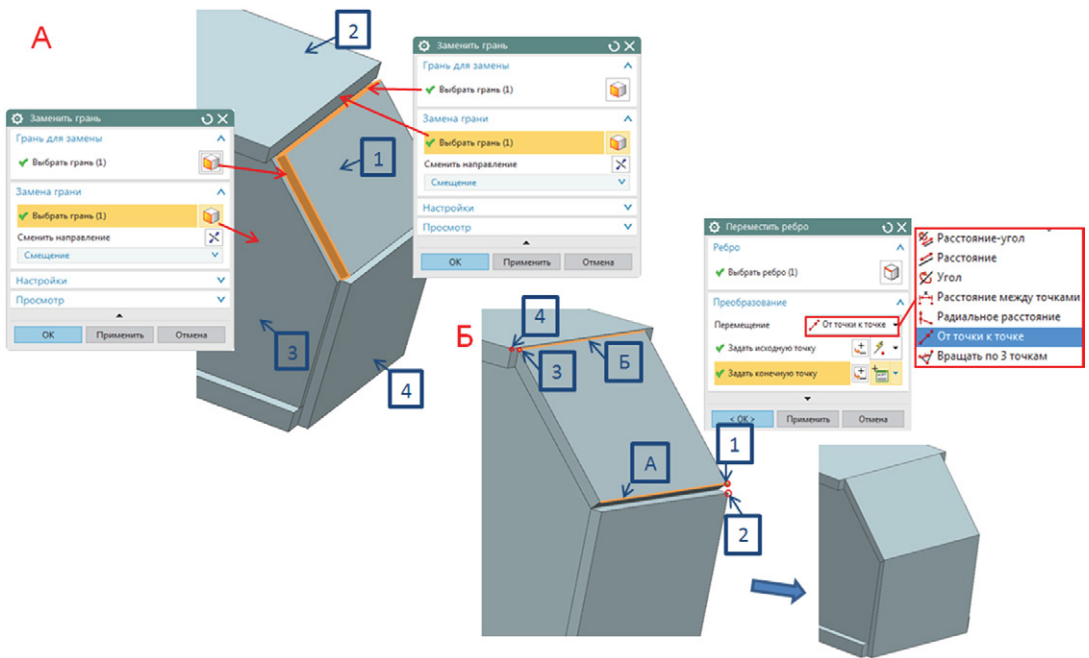 А
2
Заменить грань
Грань для замены
Выбрать грань (1)
Замена грани
Выбрать грань (1)
Сменить направление
Смещение
Настройки
Просмотр
ОК
Применить
Отмена
Заменить грань
Грань для замены
Выбрать грань (1)
Замена грани
Выбрать грань (1)
Сменить направление
Смещение
Настройки
Просмотр
ОК
Применить
Отмена
1
3
4
Б
4
3
Б
А
1
2
Переместить ребро
Ребро
Выбрать ребро (1)
Преобразование
Перемещение
От точки к точке
Задать исходную точку
Задать конечную точку
< ОК >
Применить
Отмена
Расстояние-угол
Расстояние
Угол
Расстояние между точками
Радиальное расстояние
От точки к точке
Вращать по 3 точкам